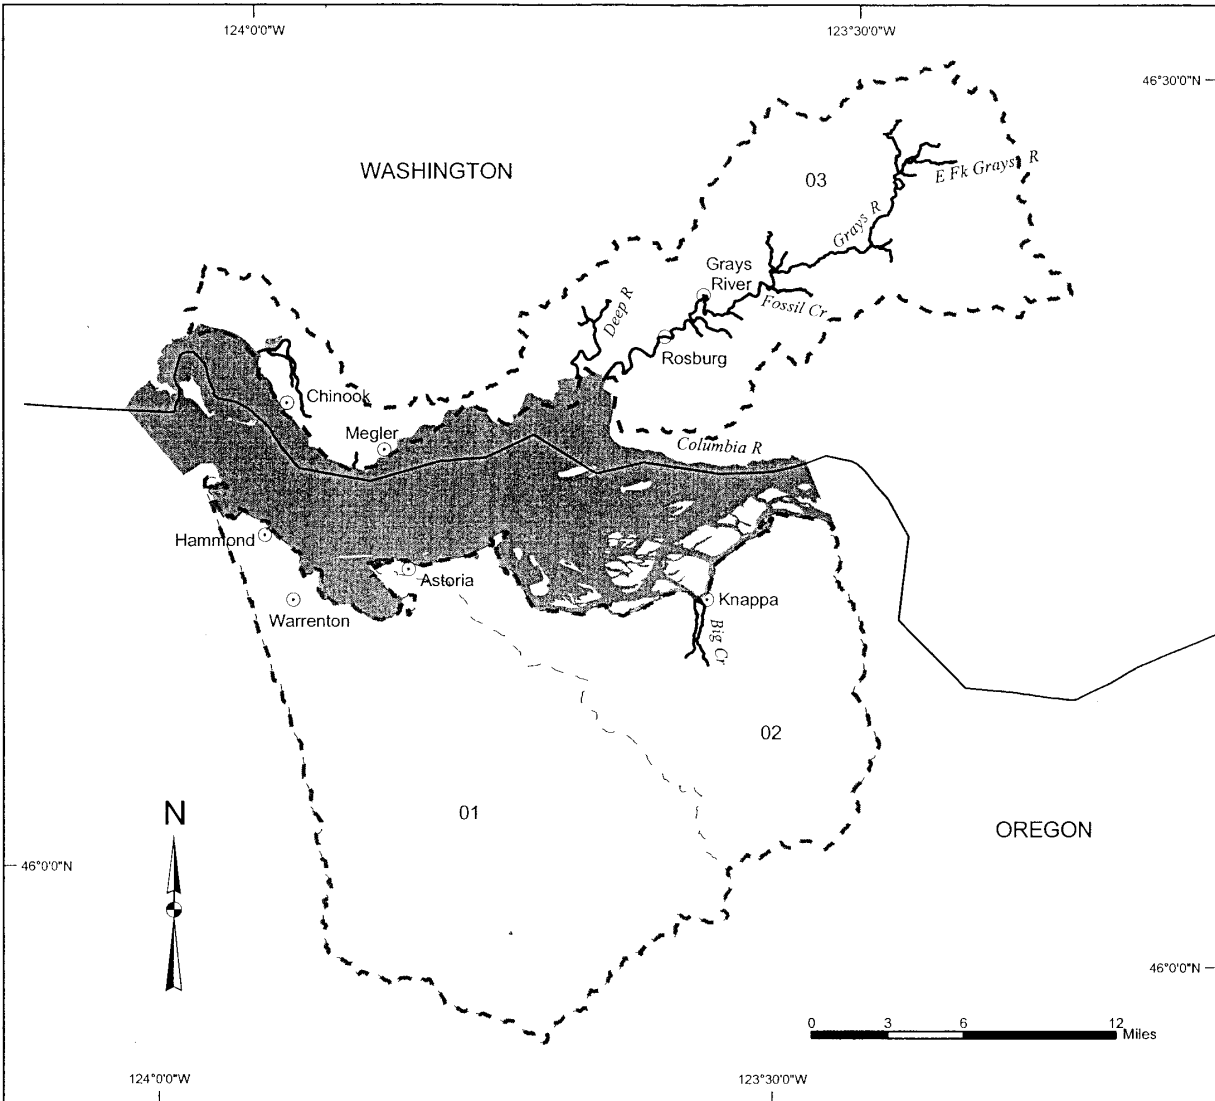 124°0'0"W
123°30'0"W
46°30'0"N
WASHINGTON
03
E Fk Grays R
Grays R
Grays
River
Deep R
Fossil Cr
Rosburg
Chinook
Megler
Columbia R
Hammond
Astoria
Knappa
Warrenton
Big Cr
02
01
N
OREGON
46°0'0"N
46°0'0"N
0 3 6 12
Miles
124°0'0"W
123°30'0"W